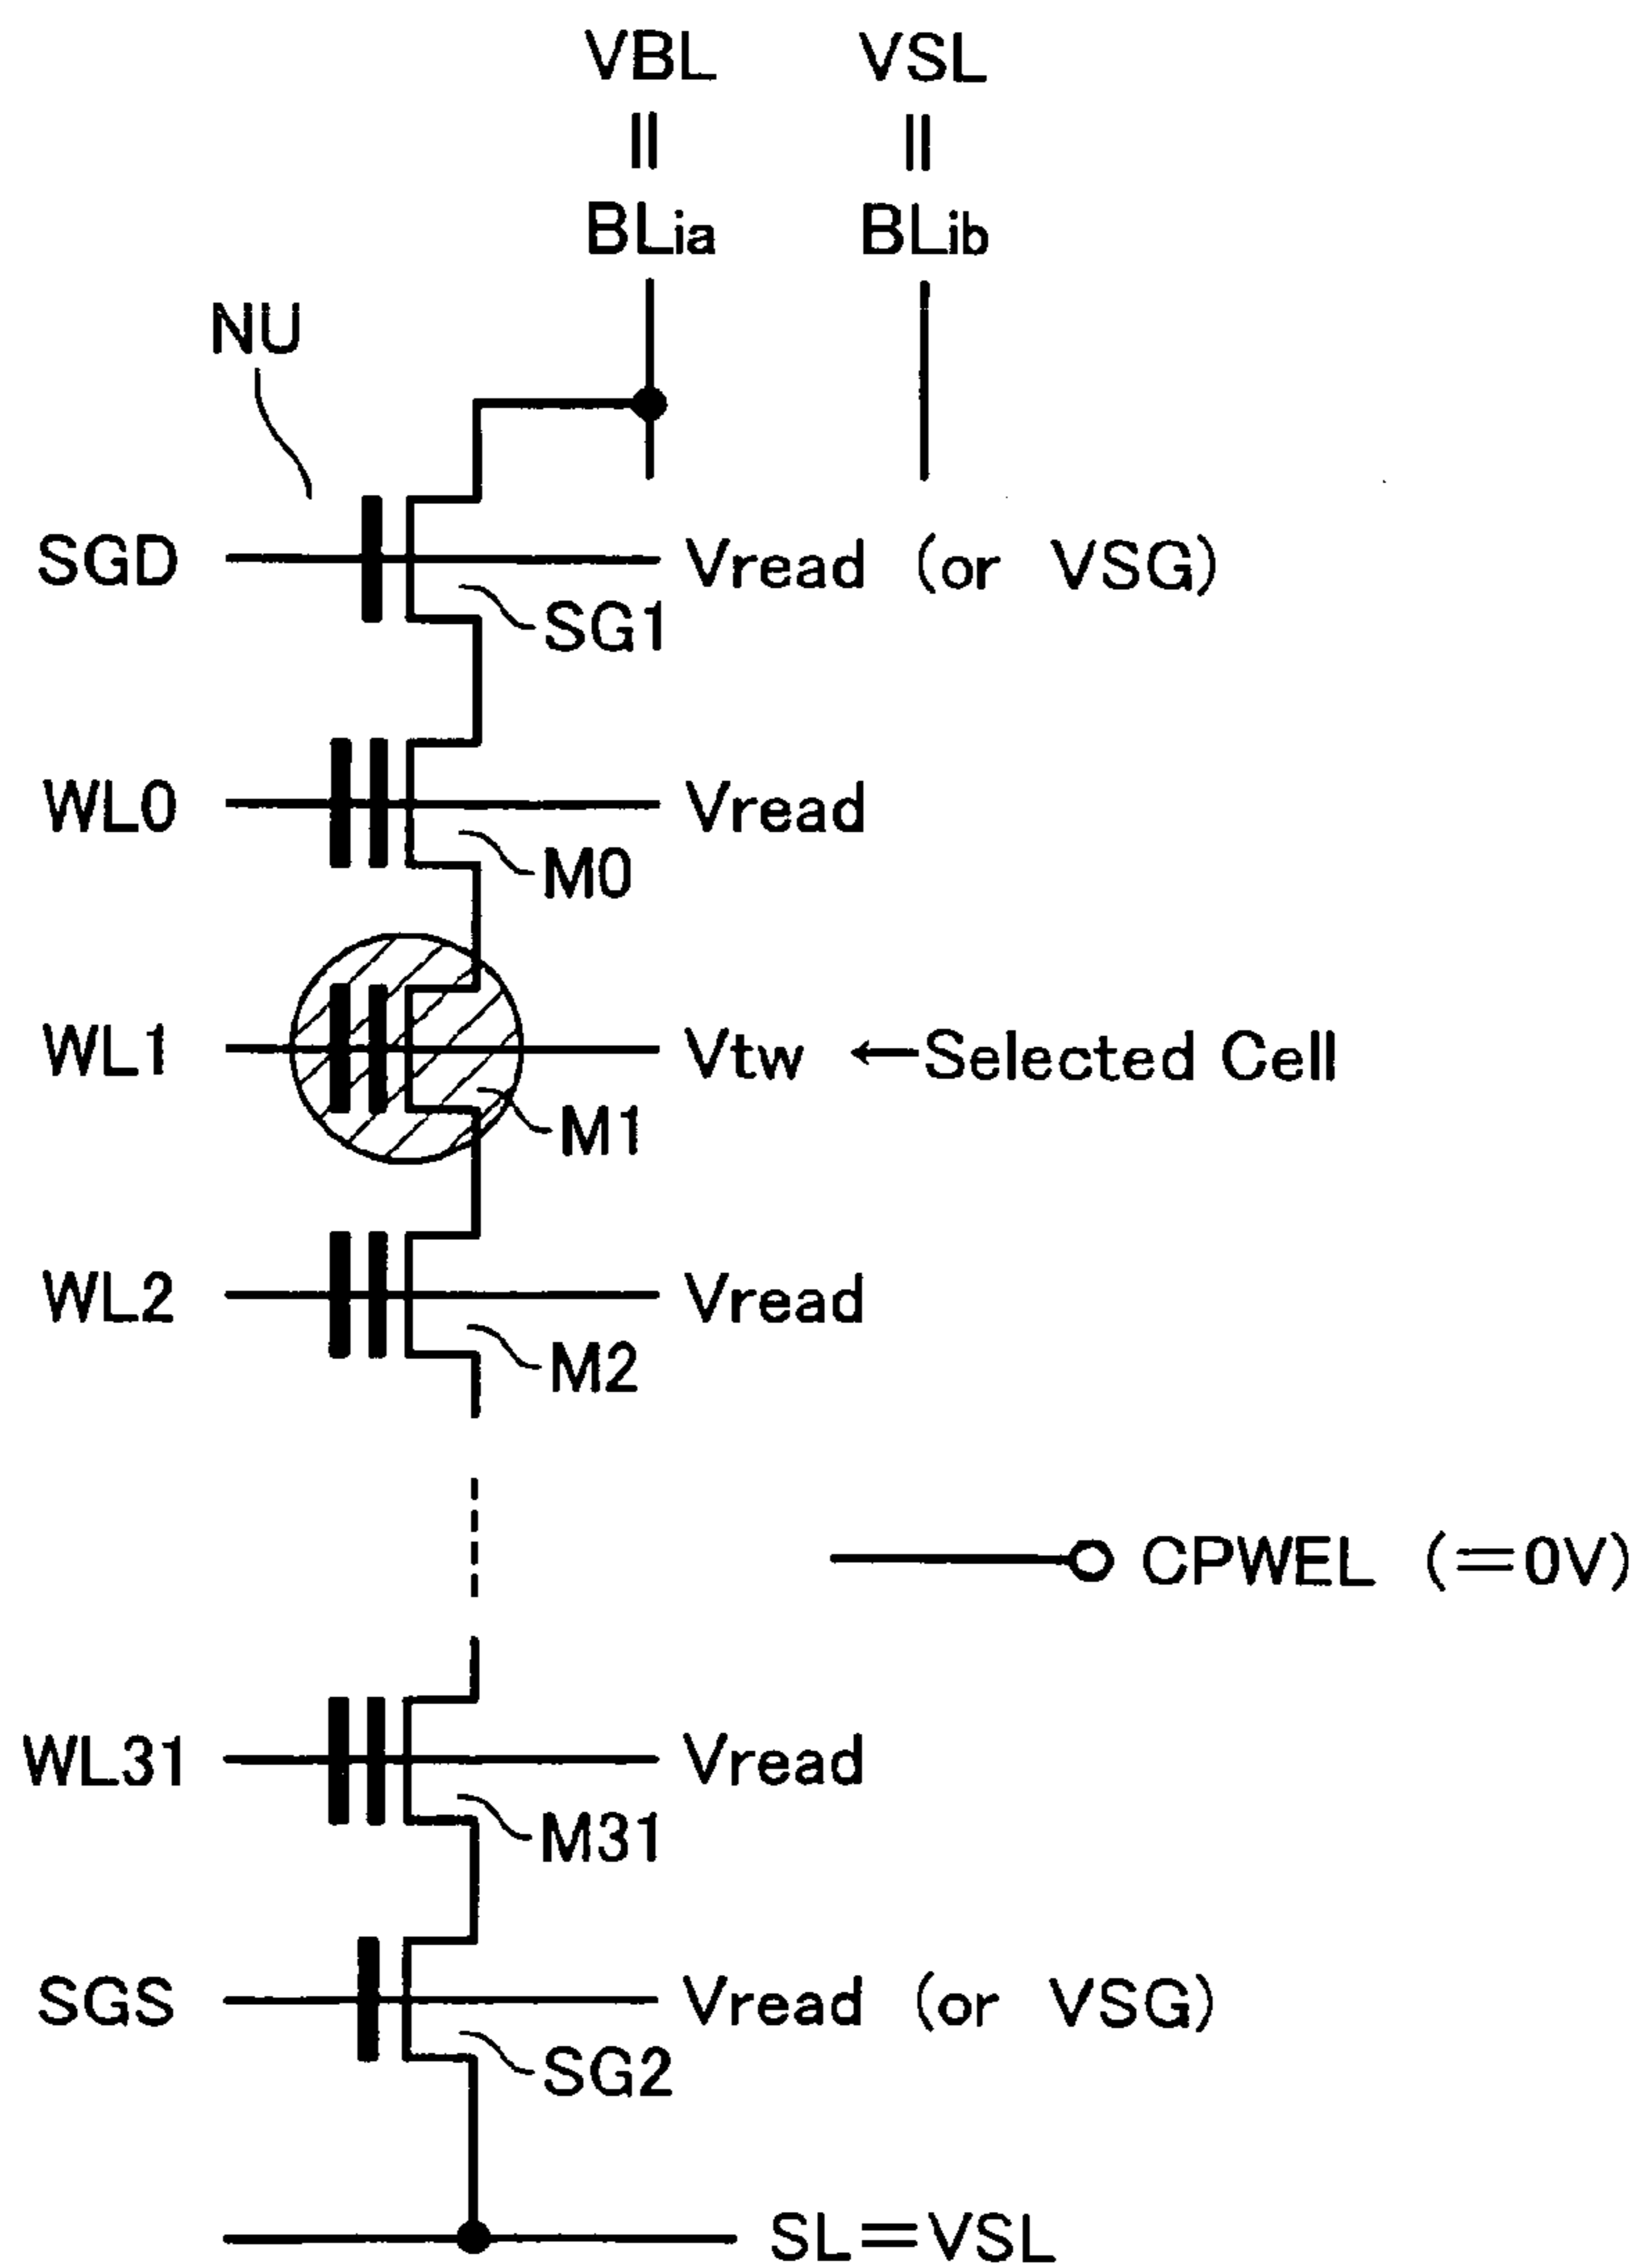 VBL VSL
|| ||
BLia BLib
NU
SGD Vread (or VSG)
SG1
WL0 Vread
M0
WL1 Vtw ←Selected Cell
M1
WL2 Vread
M2
CPWEL (=0V)
WL31 Vread
M31
SGS Vread (or VSG)
SG2
SL=VSL